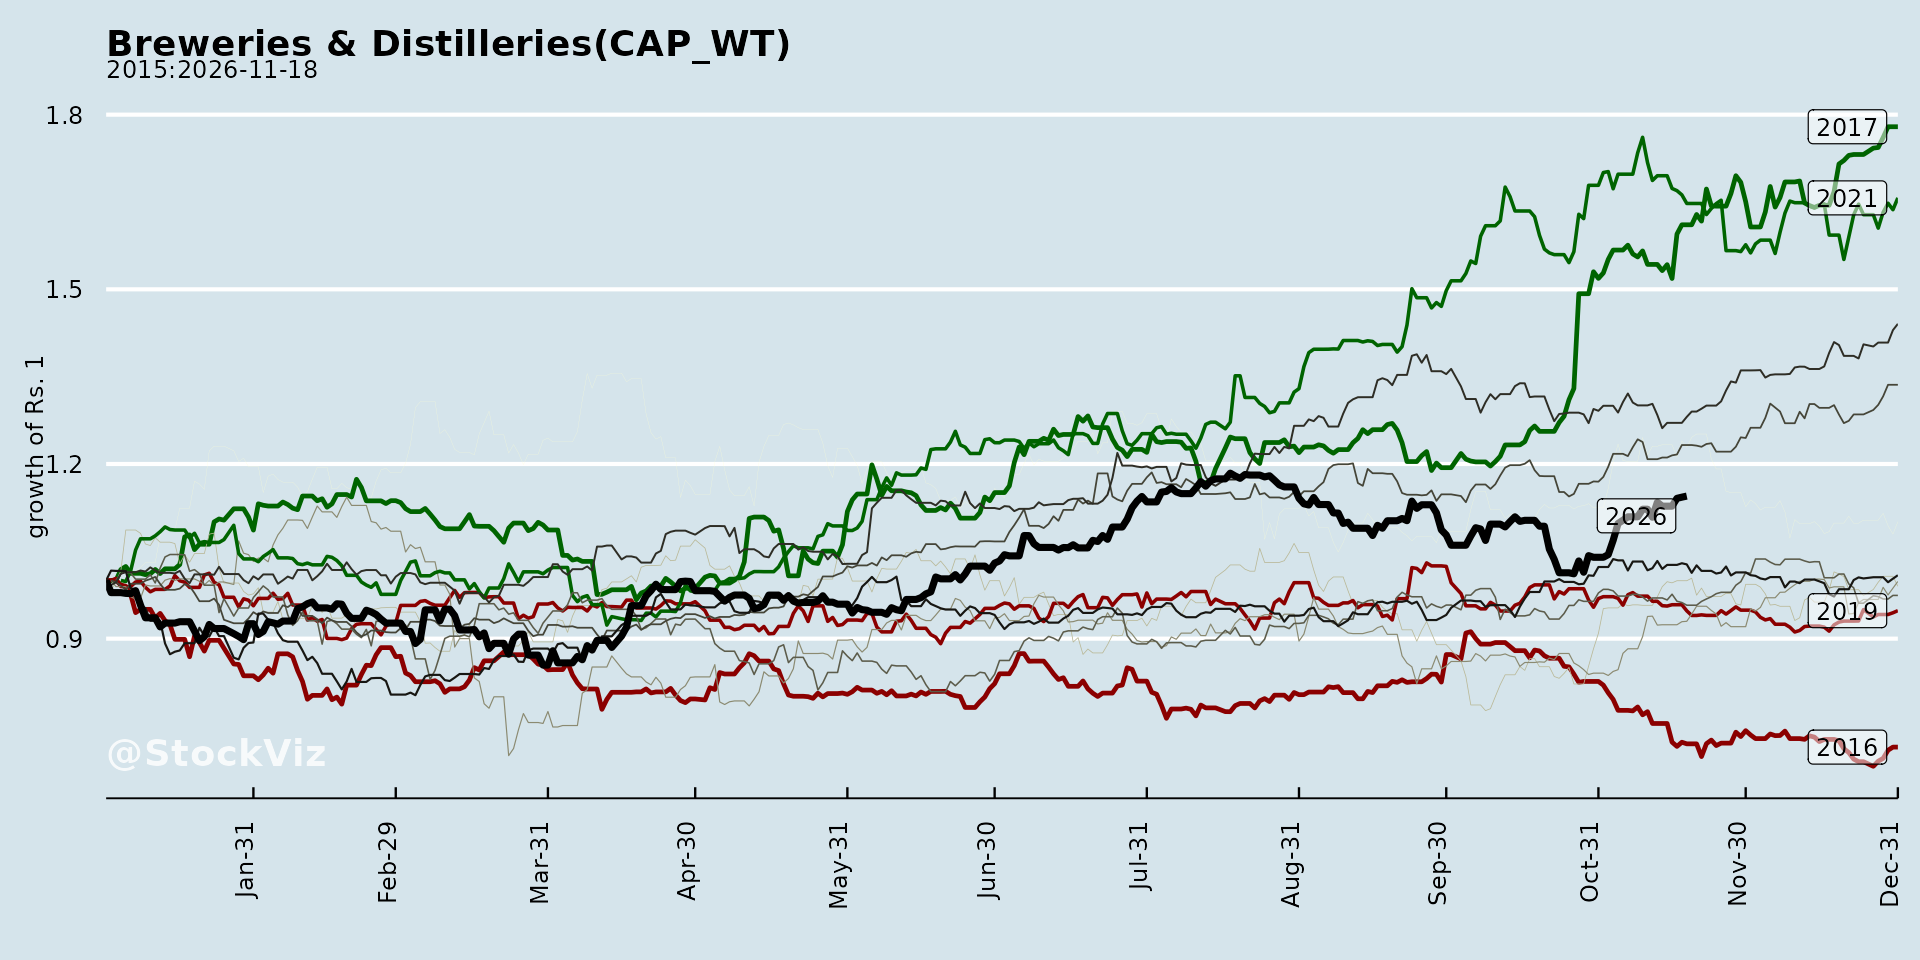 Breweries & Distilleries(CAP_WT)
2015:2026-11-18
growth of Rs. 1
1.8
1.5
1.2
0.9
2017
2021
2026
2019
2016
@StockViz
Jan-31
Feb-29
Mar-31
Apr-30
May-31
Jun-30
Jul-31
Aug-31
Sep-30
Oct-31
Nov-30
Dec-31